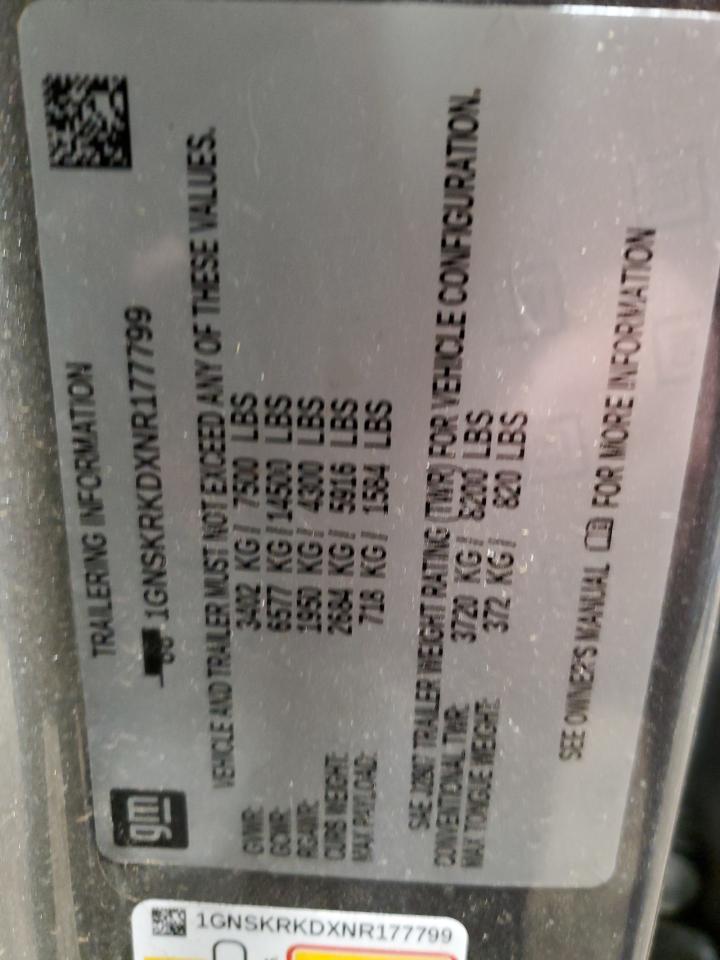 TRAILERING INFORMATION
1GNSKRKDXNR177799
VEHICLE AND TRAILER MUST NOT EXCEED ANY OF THESE VALUES.
GVWR: 3402 KG / 7500 LBS
GCWR: 6577 KG / 14500 LBS
RGAWR: 1950 KG / 4300 LBS
CURB WEIGHT: 2684 KG / 5916 LBS
MAX PAYLOAD: 718 KG / 1584 LBS
SAE J2807 TRAILER WEIGHT RATING (TWR) FOR VEHICLE CONFIGURATION.
CONVENTIONAL TWR: 3720 KG / 8200 LBS
MAX TONGUE WEIGHT: 372 KG / 820 LBS
SEE OWNER'S MANUAL FOR MORE INFORMATION
gm
1GNSKRKDXNR177799